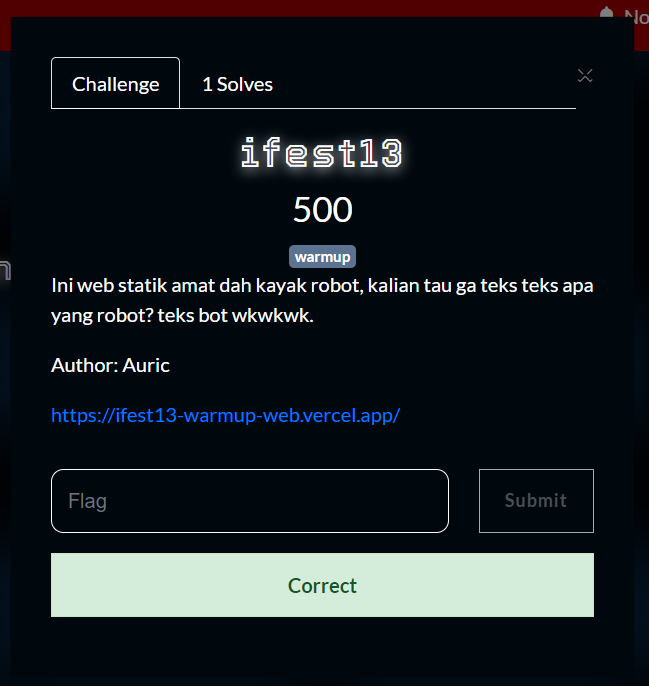 No
Challenge
1 Solves
ifest13
500
warmup
Ini web statik amat dah kayak robot, kalian tau ga teks teks apa
yang robot? teks bot wkwkwk.
Author: Auric
https://ifest13-warmup-web.vercel.app/
Flag
Submit
Correct